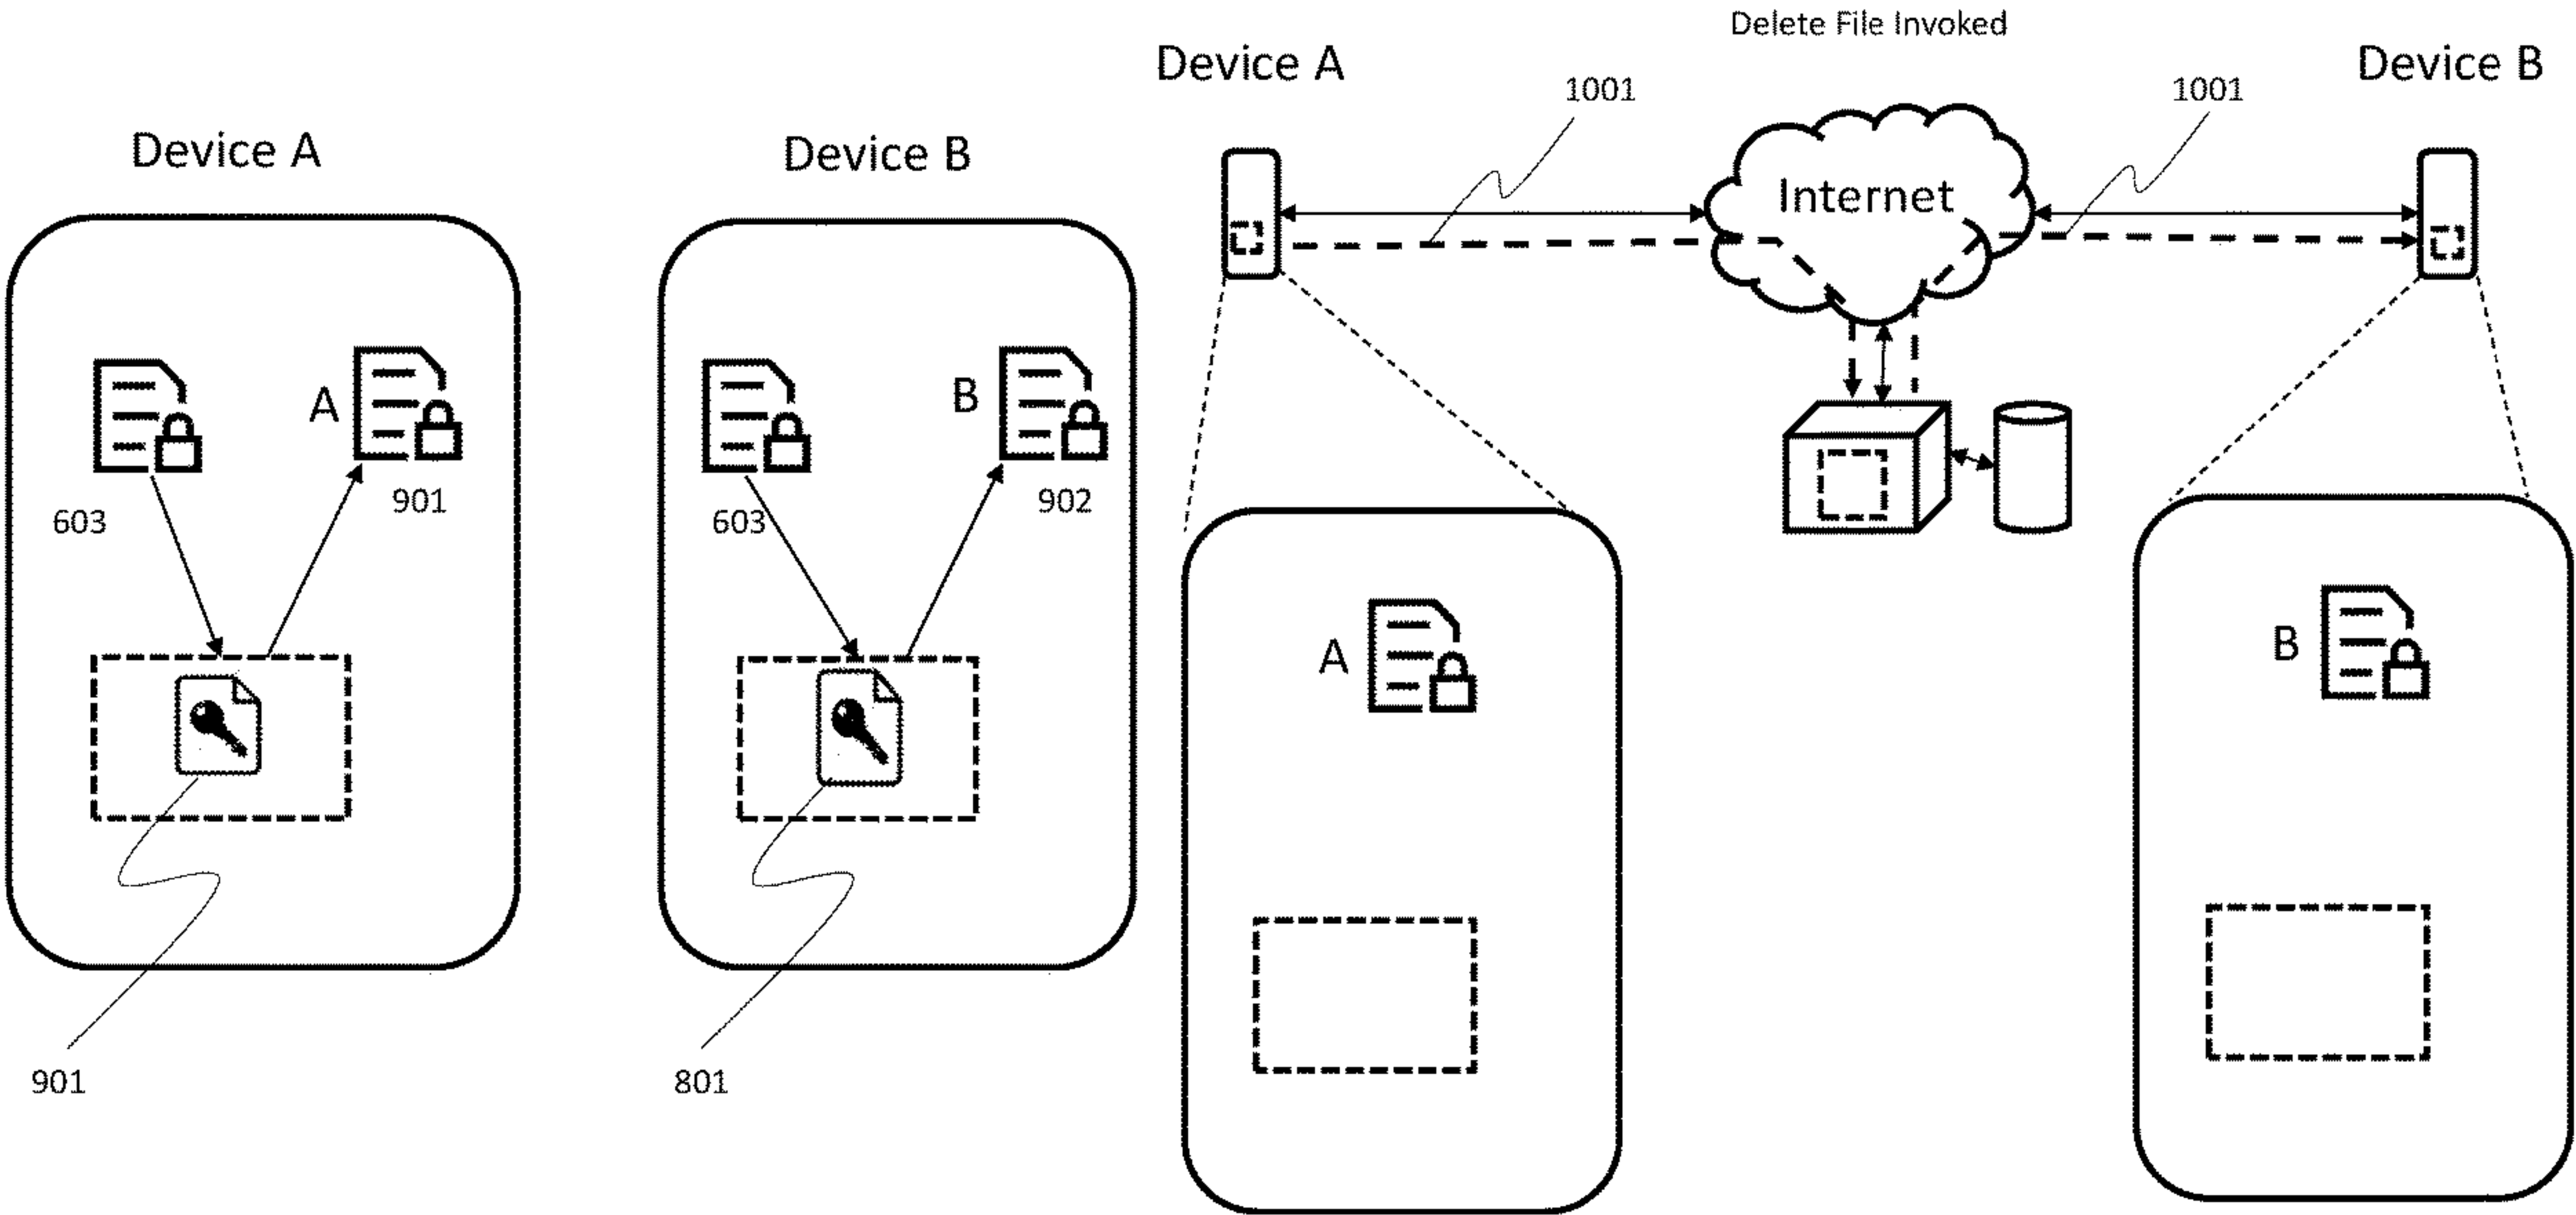 Device A
603
A
901
901
Device B
603
B
902
801
Delete File Invoked
Device A
1001
Internet
1001
Device B
A
B